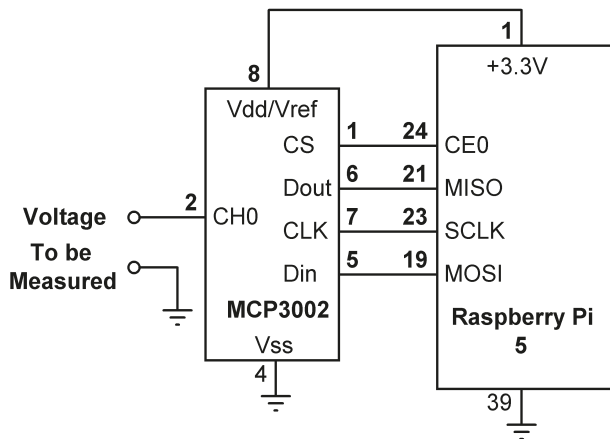 1
+3.3V
8
Vdd/Vref
CS 1 24 CE0
Dout 6 21 MISO
Voltage 2 CH0
CLK 7 23 SCLK
To be
Measured
Din 5 19 MOSI
MCP3002
Raspberry Pi
5
Vss
4
39